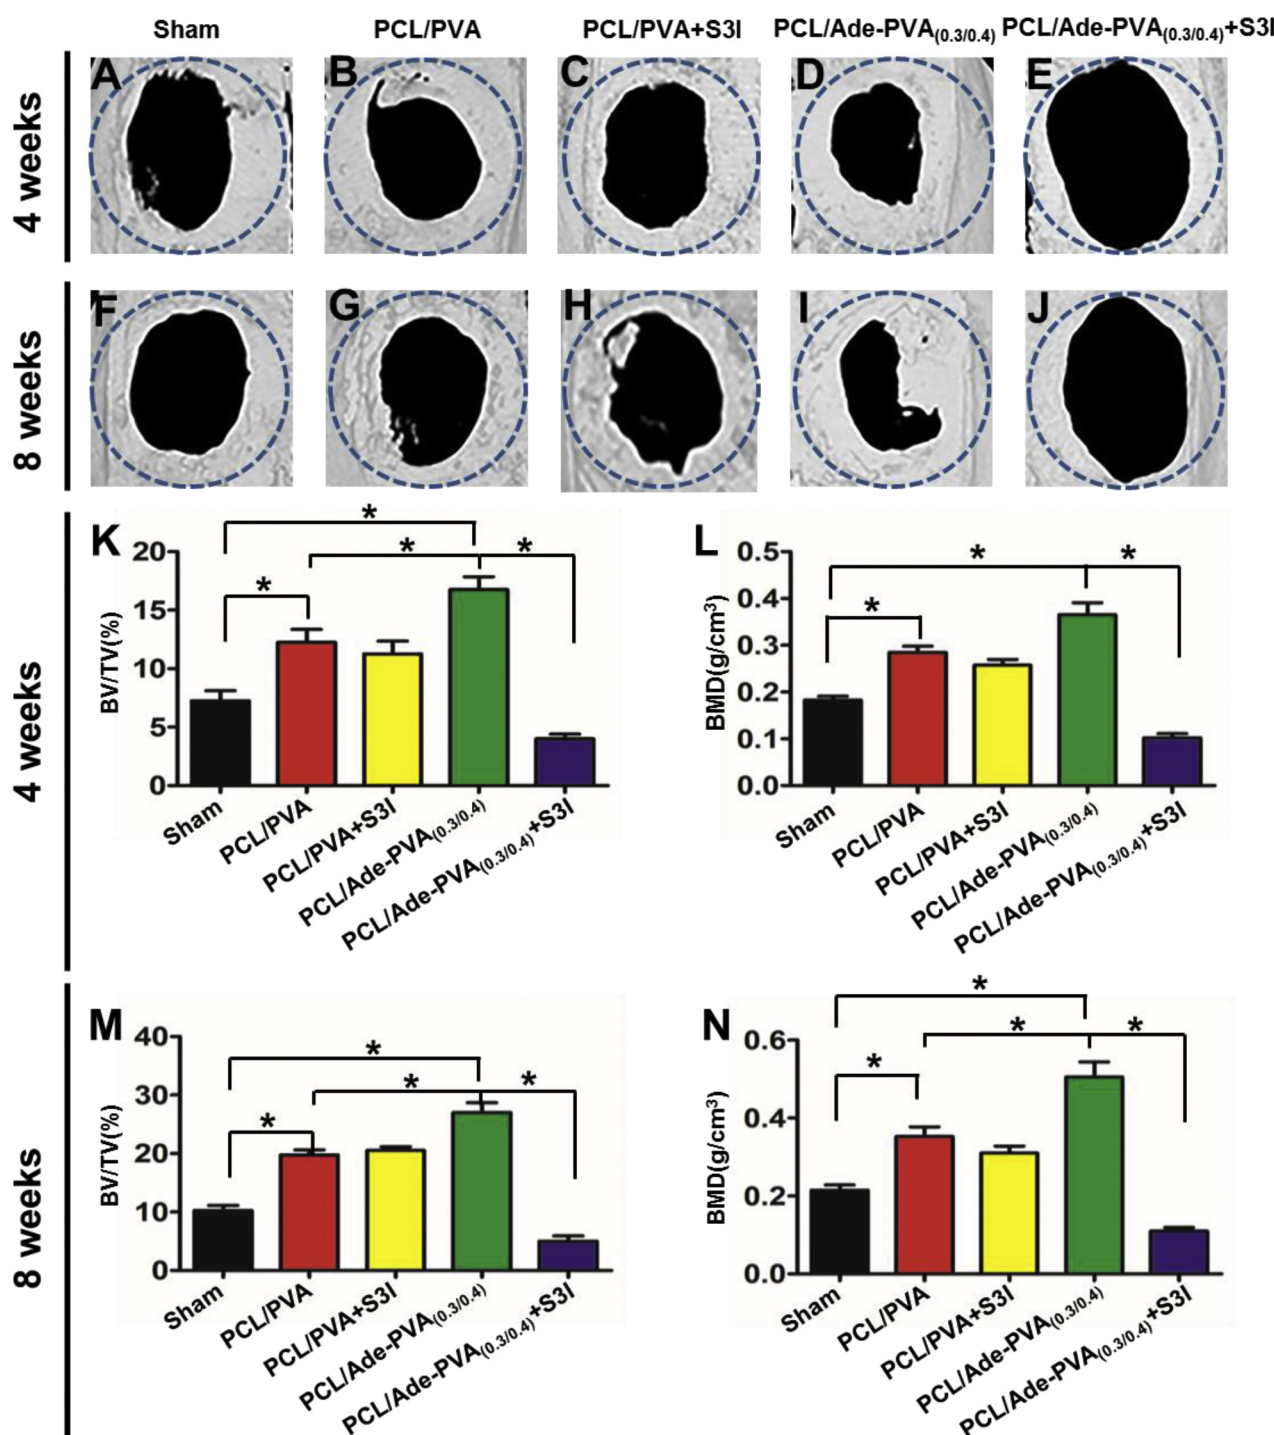 Sham PCL/PVA PCL/PVA+S3I PCL/Ade-PVA(0.3/0.4) PCL/Ade-PVA(0.3/0.4)+S3I
4 weeks
A B C D E
8 weeks
F G H I J
4 weeks
K
BV/TV(%)
20
15
10
5
0
* * * *
Sham
PCL/PVA
PCL/PVA+S3I
PCL/Ade-PVA(0.3/0.4)
PCL/Ade-PVA(0.3/0.4)+S3I
L
BMD(g/cm³)
0.5
0.4
0.3
0.2
0.1
0.0
* * *
Sham
PCL/PVA
PCL/PVA+S3I
PCL/Ade-PVA(0.3/0.4)
PCL/Ade-PVA(0.3/0.4)+S3I
8 weeks
M
BV/TV(%)
40
30
20
10
0
* * * *
Sham
PCL/PVA
PCL/PVA+S3I
PCL/Ade-PVA(0.3/0.4)
PCL/Ade-PVA(0.3/0.4)+S3I
N
BMD(g/cm³)
0.6
0.4
0.2
0.0
* * * *
Sham
PCL/PVA
PCL/PVA+S3I
PCL/Ade-PVA(0.3/0.4)
PCL/Ade-PVA(0.3/0.4)+S3I